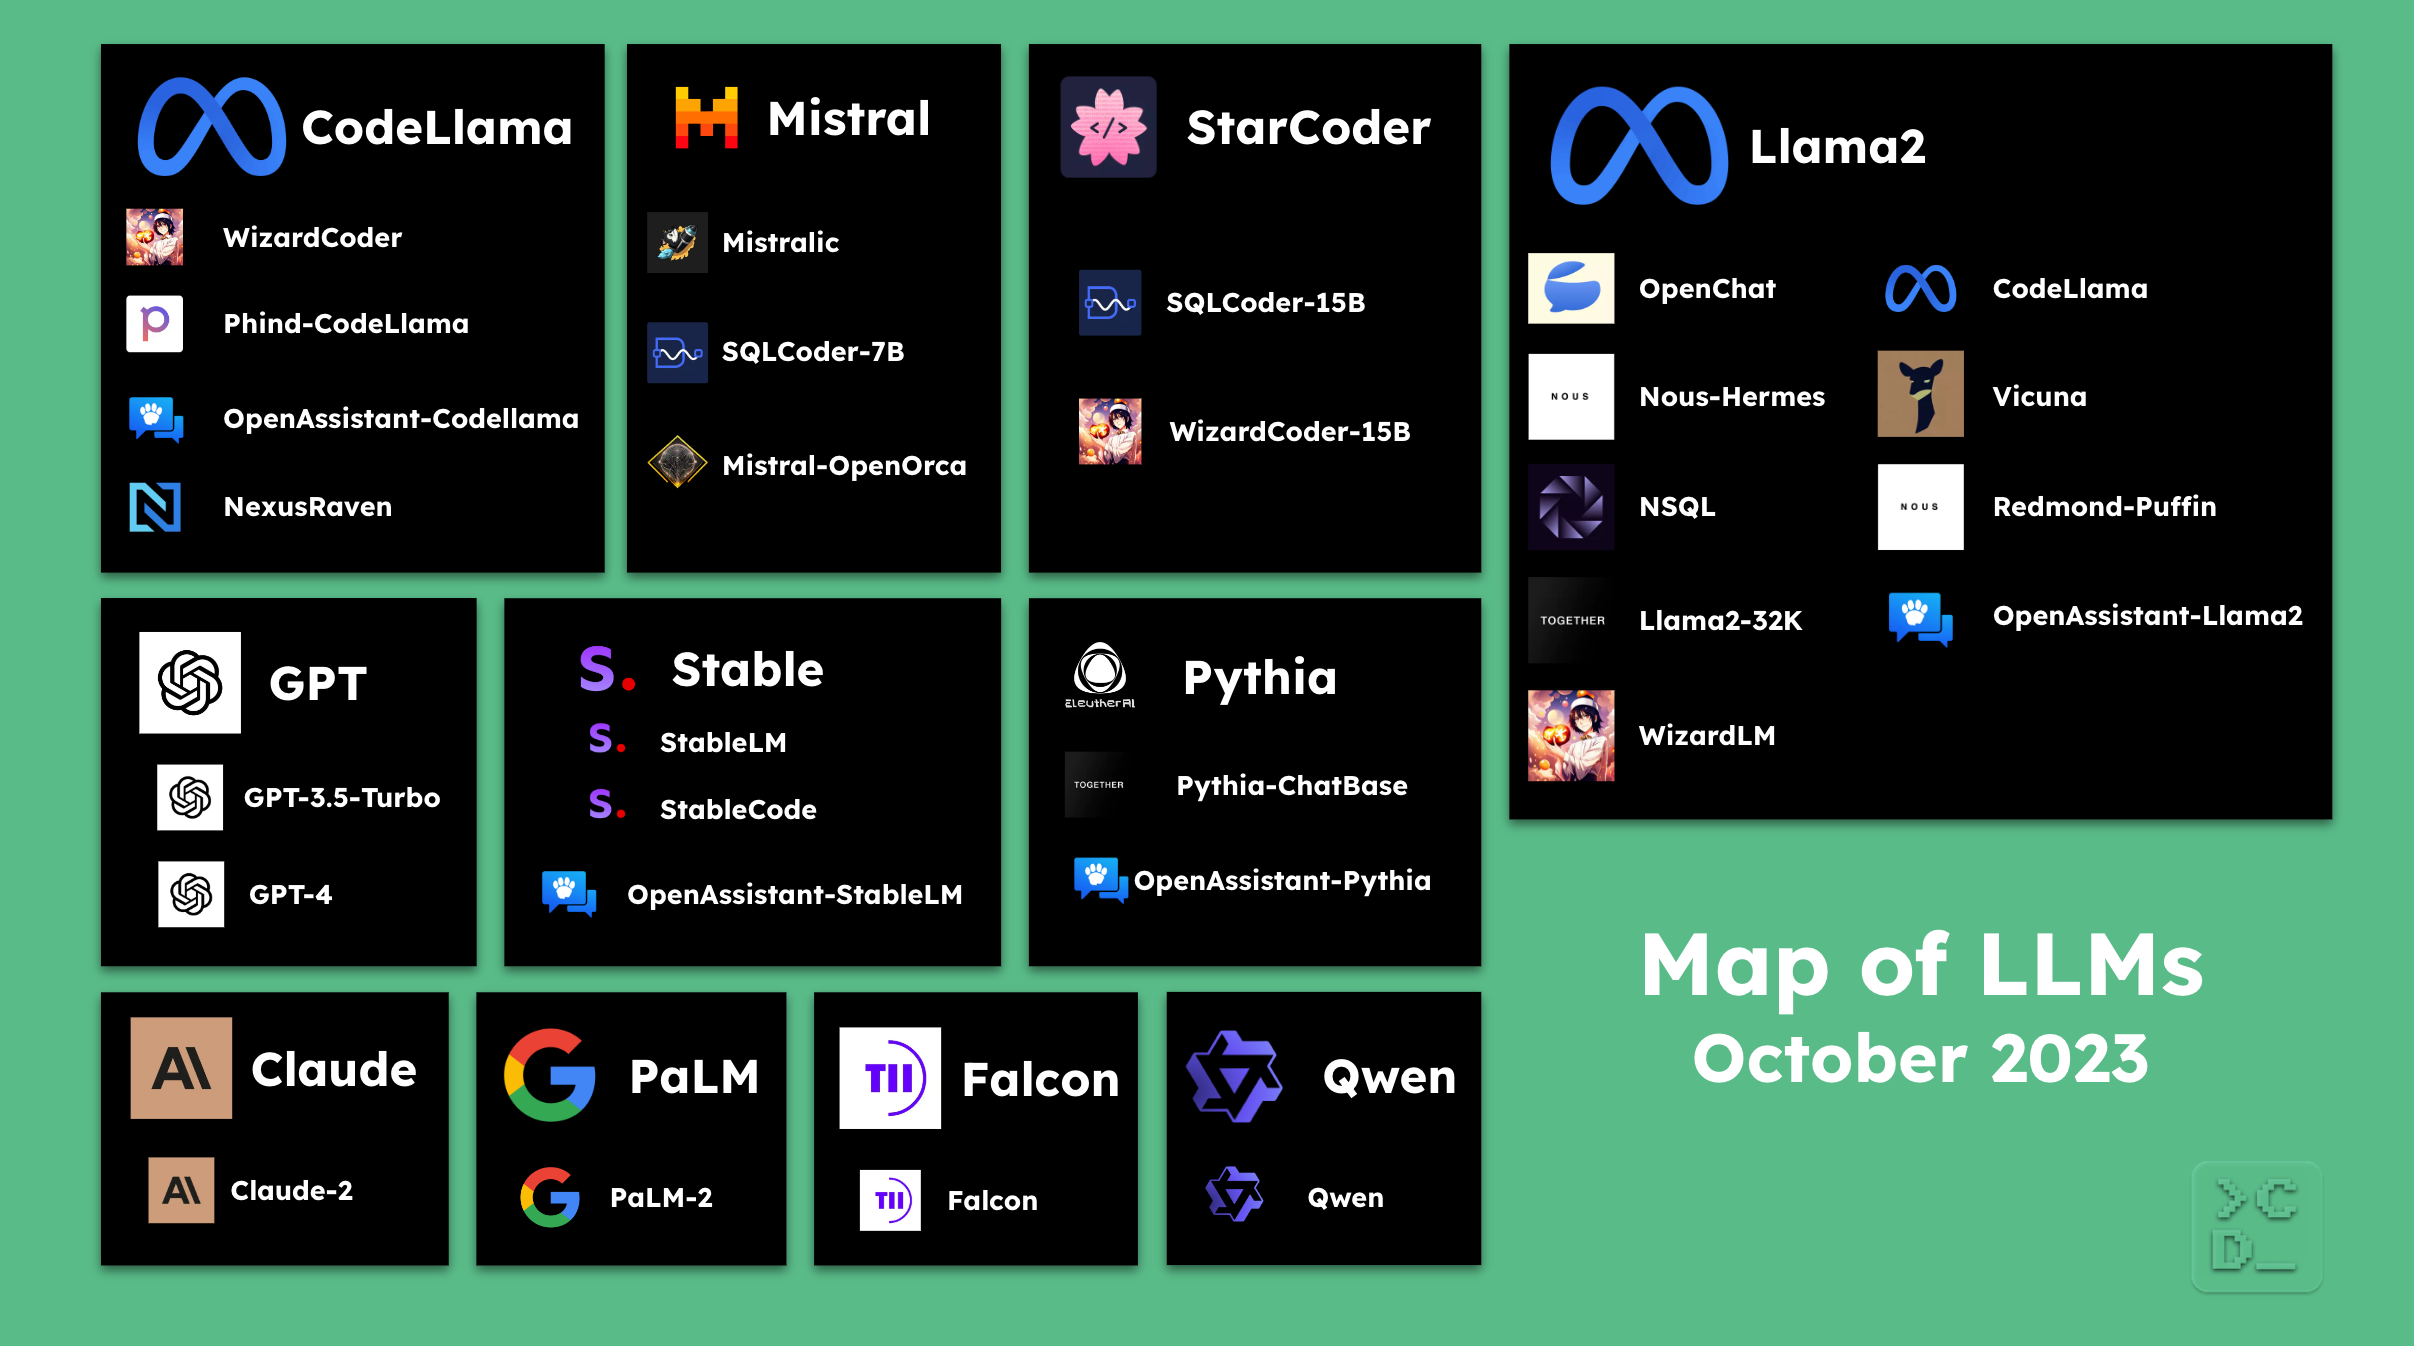 CodeLlama
WizardCoder
Phind-CodeLlama
OpenAssistant-Codellama
NexusRaven
Mistral
Mistralic
SQLCoder-7B
Mistral-OpenOrca
StarCoder
</>
SQLCoder-15B
WizardCoder-15B
Llama2
OpenChat
CodeLlama
NOUS
Nous-Hermes
Vicuna
NSQL
NOUS
Redmond-Puffin
TOGETHER
Llama2-32K
OpenAssistant-Llama2
WizardLM
GPT
GPT-3.5-Turbo
GPT-4
S.
Stable
S.
StableLM
S.
StableCode
OpenAssistant-StableLM
EleutherAI
Pythia
TOGETHER
Pythia-ChatBase
OpenAssistant-Pythia
Map of LLMs
October 2023
AI
Claude
AI
Claude-2
G
PaLM
G
PaLM-2
TII
Falcon
TII
Falcon
Qwen
Qwen
>C
D_